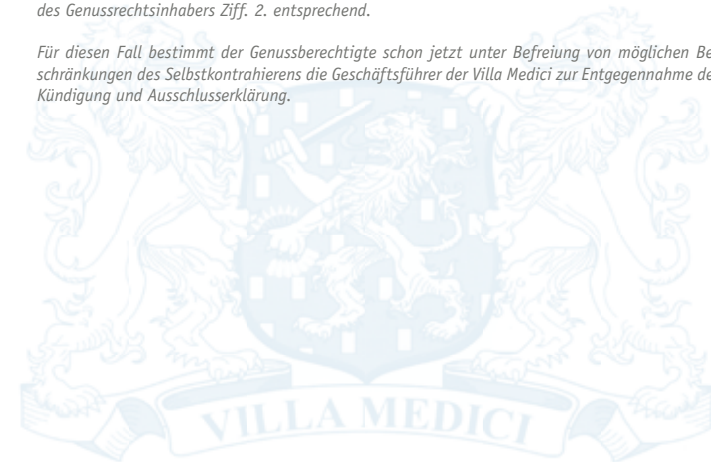 des Genussrechtsinhabers Ziff. 2. entsprechend.
Für diesen Fall bestimmt der Genussberechtigte schon jetzt unter Befreiung von möglichen Be
schränkungen des Selbstkontrahierens die Geschäftsführer der Villa Medici zur Entgegennahme de
Kündigung und Ausschlusserklärung.
VILLA MEDICI